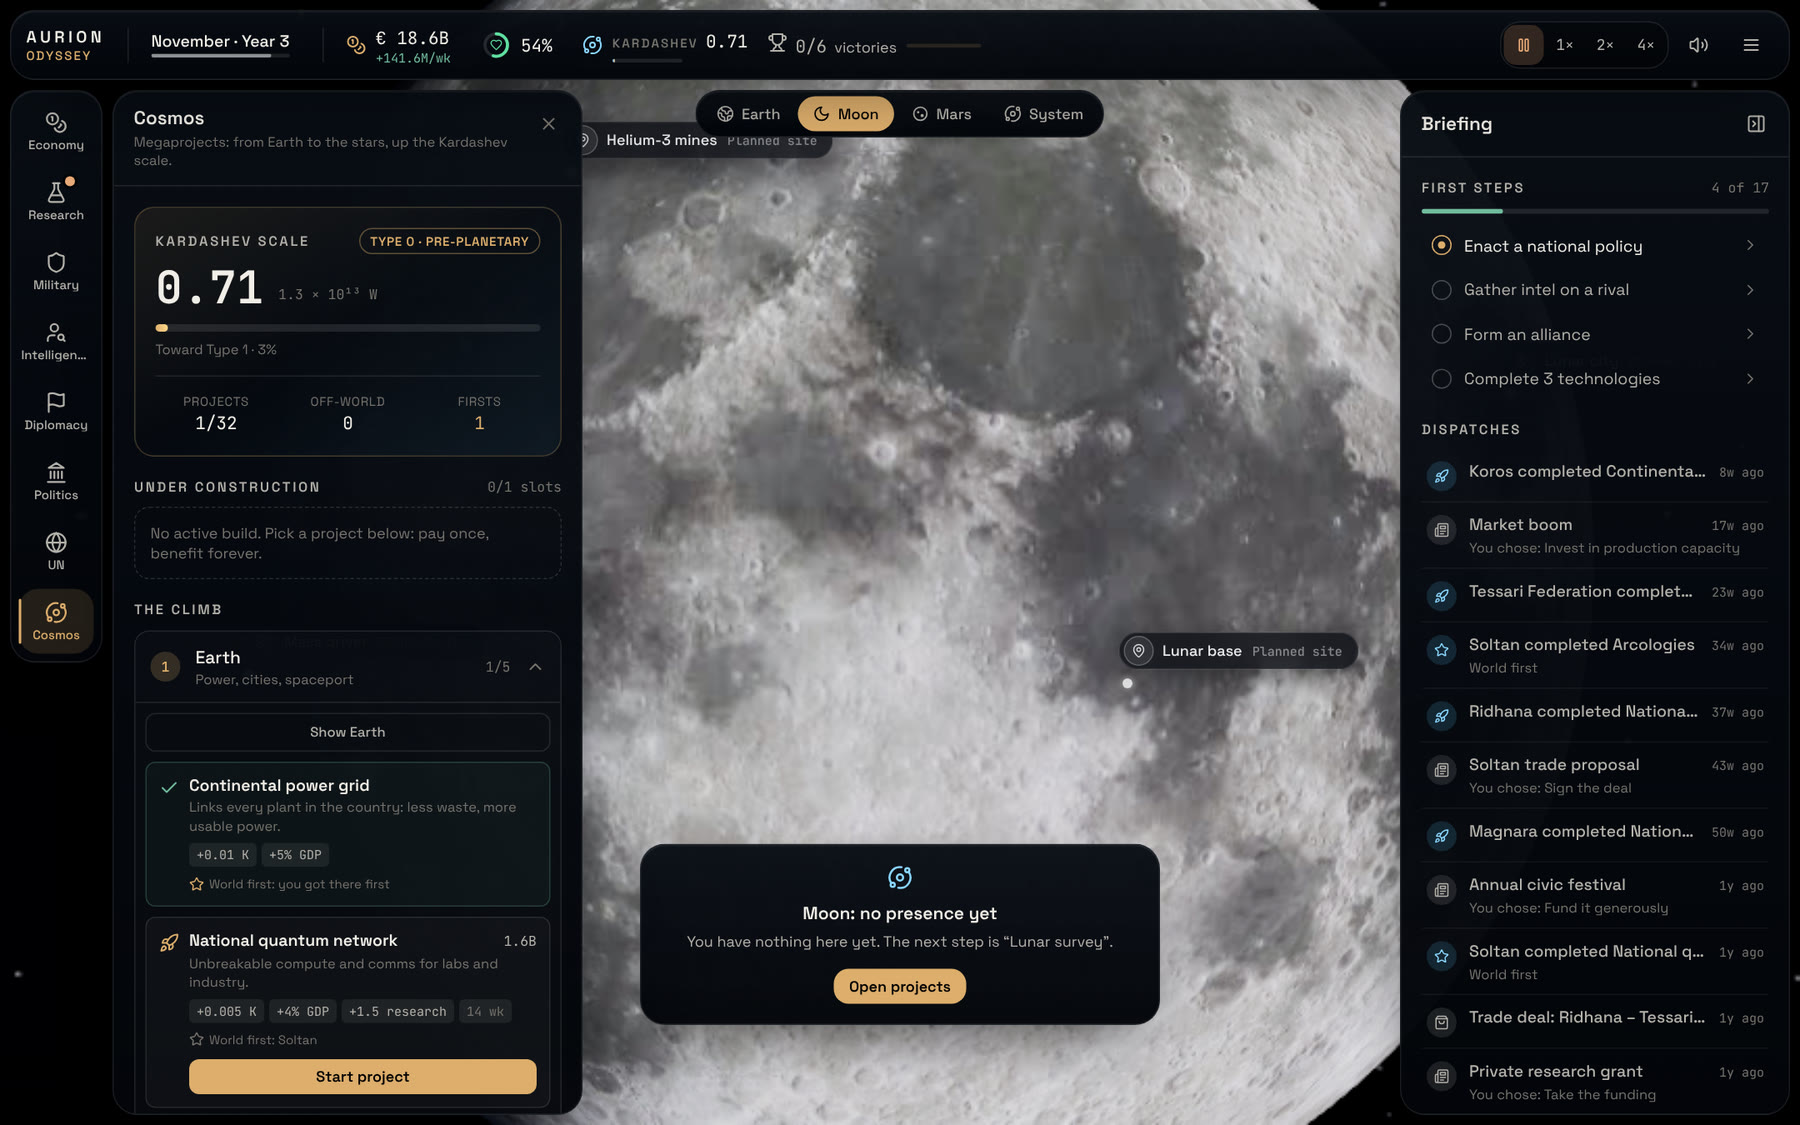 AURION
ODYSSEY
November · Year 3
€ 18.6B
+141.6M/wk
54%
KARDASHEV 0.71
0/6 victories
1×
2×
4×
Economy
Research
Military
Intelligen...
Diplomacy
Politics
UN
Cosmos
Cosmos
Megaprojects: from Earth to the stars, up the Kardashev
scale.
KARDASHEV SCALE
TYPE 0 · PRE-PLANETARY
0.71 1.3 × 10¹³ W
Toward Type 1 · 3%
PROJECTS
1/32
OFF-WORLD
0
FIRSTS
1
UNDER CONSTRUCTION
0/1 slots
No active build. Pick a project below: pay once,
benefit forever.
THE CLIMB
1
Earth
Power, cities, spaceport
1/5
Show Earth
Continental power grid
Links every plant in the country: less waste, more
usable power.
+0.01 K
+5% GDP
World first: you got there first
National quantum network
1.6B
Unbreakable compute and comms for labs and
industry.
+0.005 K
+4% GDP
+1.5 research
14 wk
World first: Soltan
Start project
Earth
Moon
Mars
System
Helium-3 mines Planned site
Lunar base Planned site
Moon: no presence yet
You have nothing here yet. The next step is “Lunar survey”.
Open projects
Briefing
FIRST STEPS
4 of 17
Enact a national policy
Gather intel on a rival
Form an alliance
Complete 3 technologies
DISPATCHES
Koros completed Continenta... 8w ago
Market boom 17w ago
You chose: Invest in production capacity
Tessari Federation complet... 23w ago
Soltan completed Arcologies 34w ago
World first
Ridhana completed Nationa... 37w ago
Soltan trade proposal 43w ago
You chose: Sign the deal
Magnara completed Nation... 50w ago
Annual civic festival 1y ago
You chose: Fund it generously
Soltan completed National q... 1y ago
World first
Trade deal: Ridhana – Tessari... 1y ago
Private research grant 1y ago
You chose: Take the funding